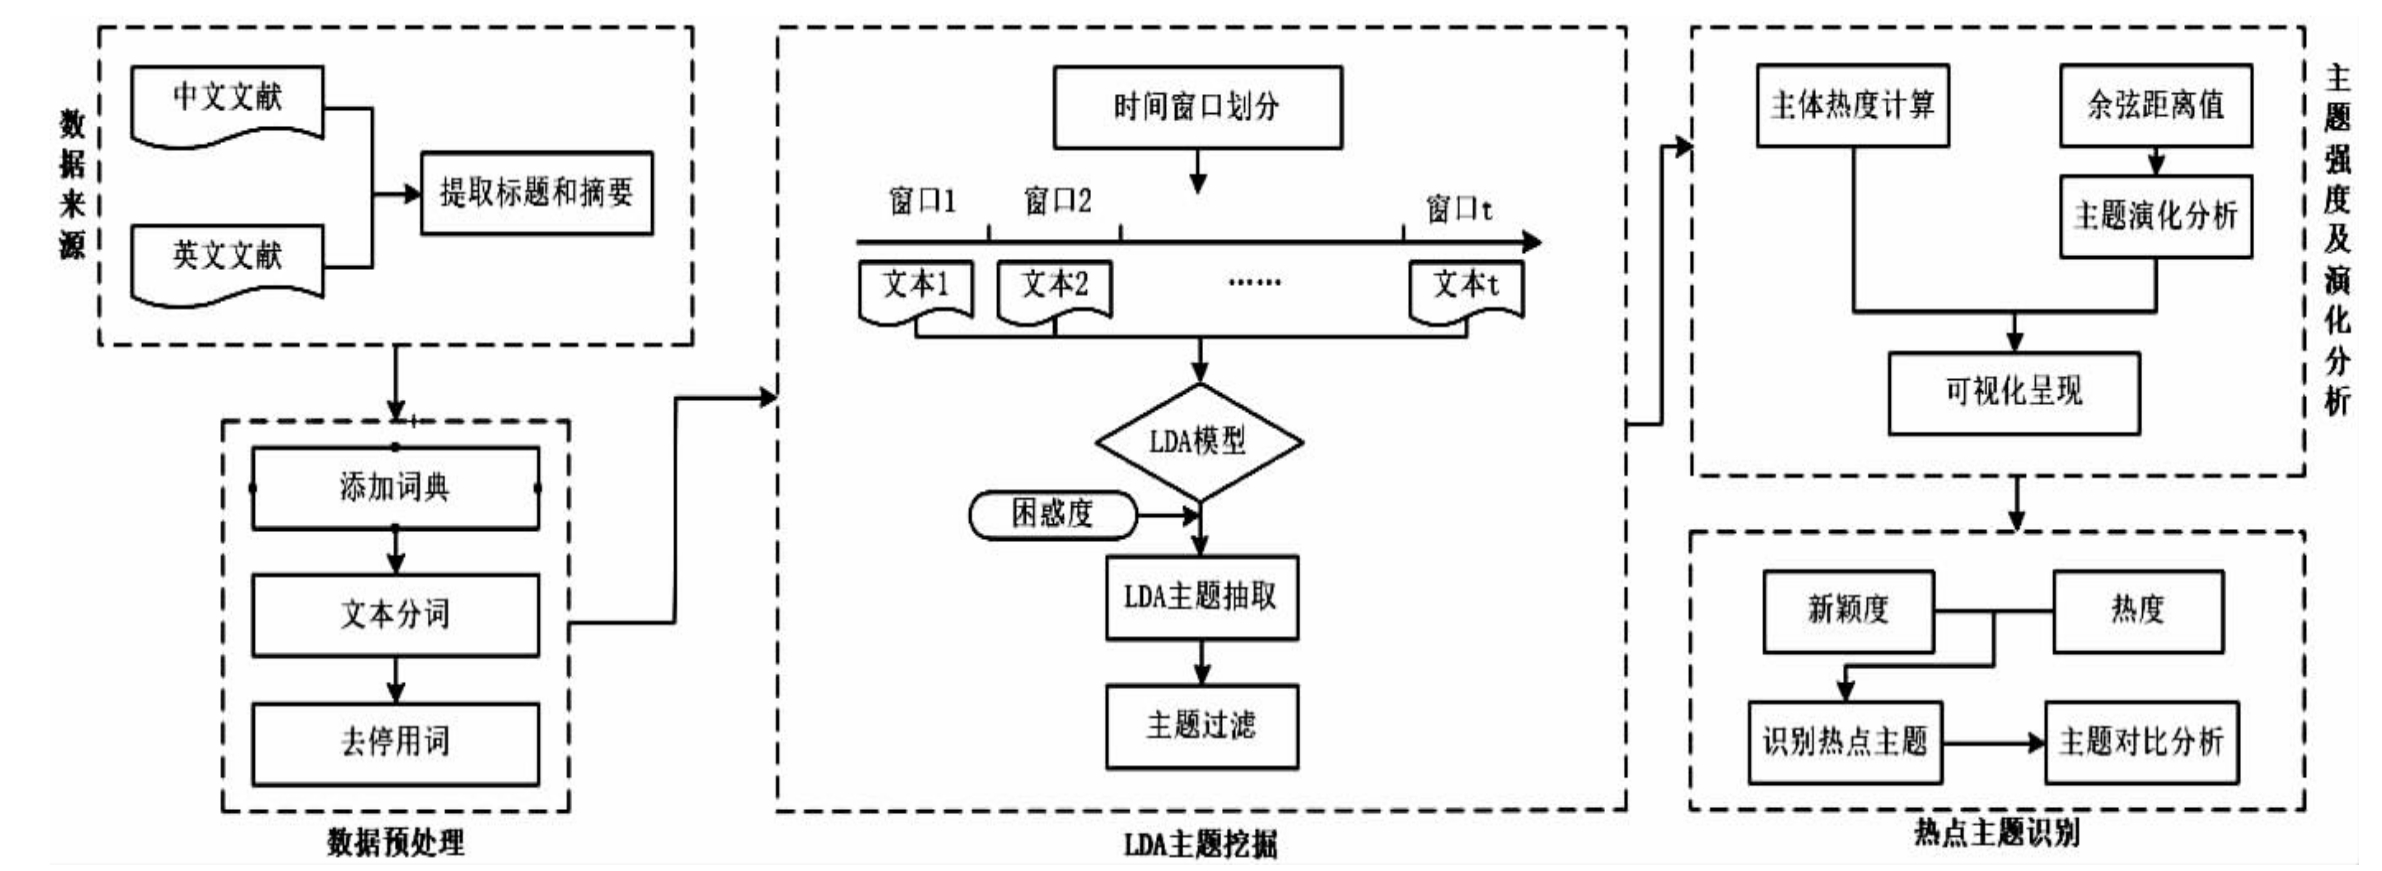 数据来源
中文文献
英文文献
提取标题和摘要
添加词典
文本分词
去停用词
数据预处理
时间窗口划分
窗口1
窗口2
窗口t
文本1
文本2
……
文本t
LDA模型
困惑度
LDA主题抽取
主题过滤
LDA主题挖掘
主体热度计算
余弦距离值
主题演化分析
可视化呈现
主题强度及演化分析
新颖度
热度
识别热点主题
主题对比分析
热点主题识别